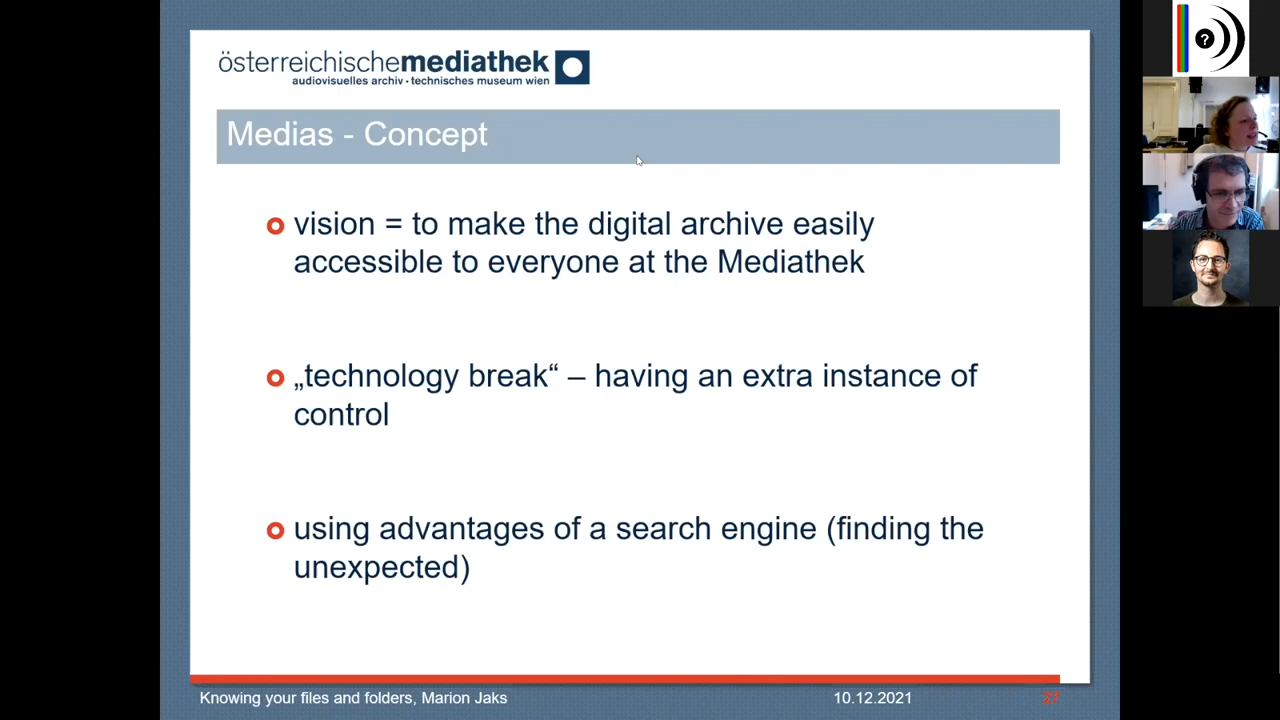 österreichischemediathek
audiovisuelles archiv • technisches museum wien
Medias - Concept
vision = to make the digital archive easily
accessible to everyone at the Mediathek
„technology break“ – having an extra instance of
control
using advantages of a search engine (finding the
unexpected)
Knowing your files and folders, Marion Jaks
10.12.2021
27
?